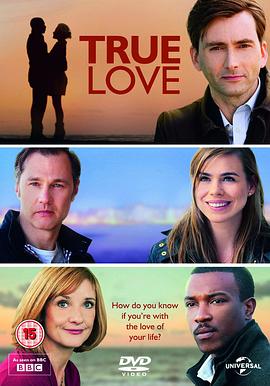 TRUE
LOVE
How do you know
if you're with
the love of
your life?
15
As seen on BBC
BBC
DVD
VIDEO
UNIVERSAL